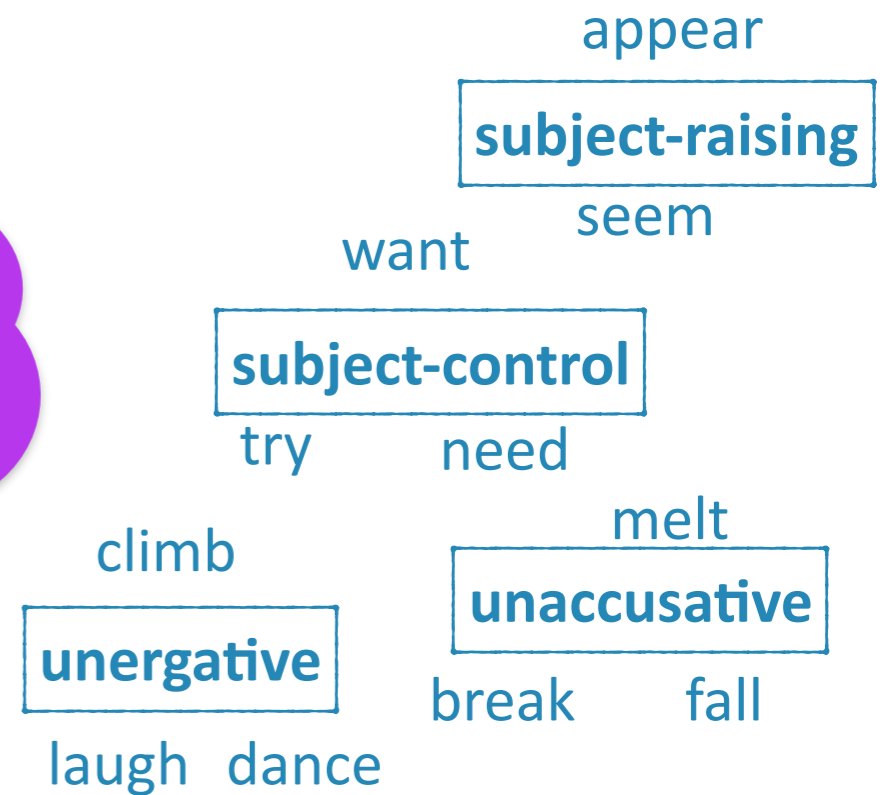 appear
subject-raising
seem
want
subject-control
try need
melt
climb
unaccusative
unergative
break fall
laugh dance